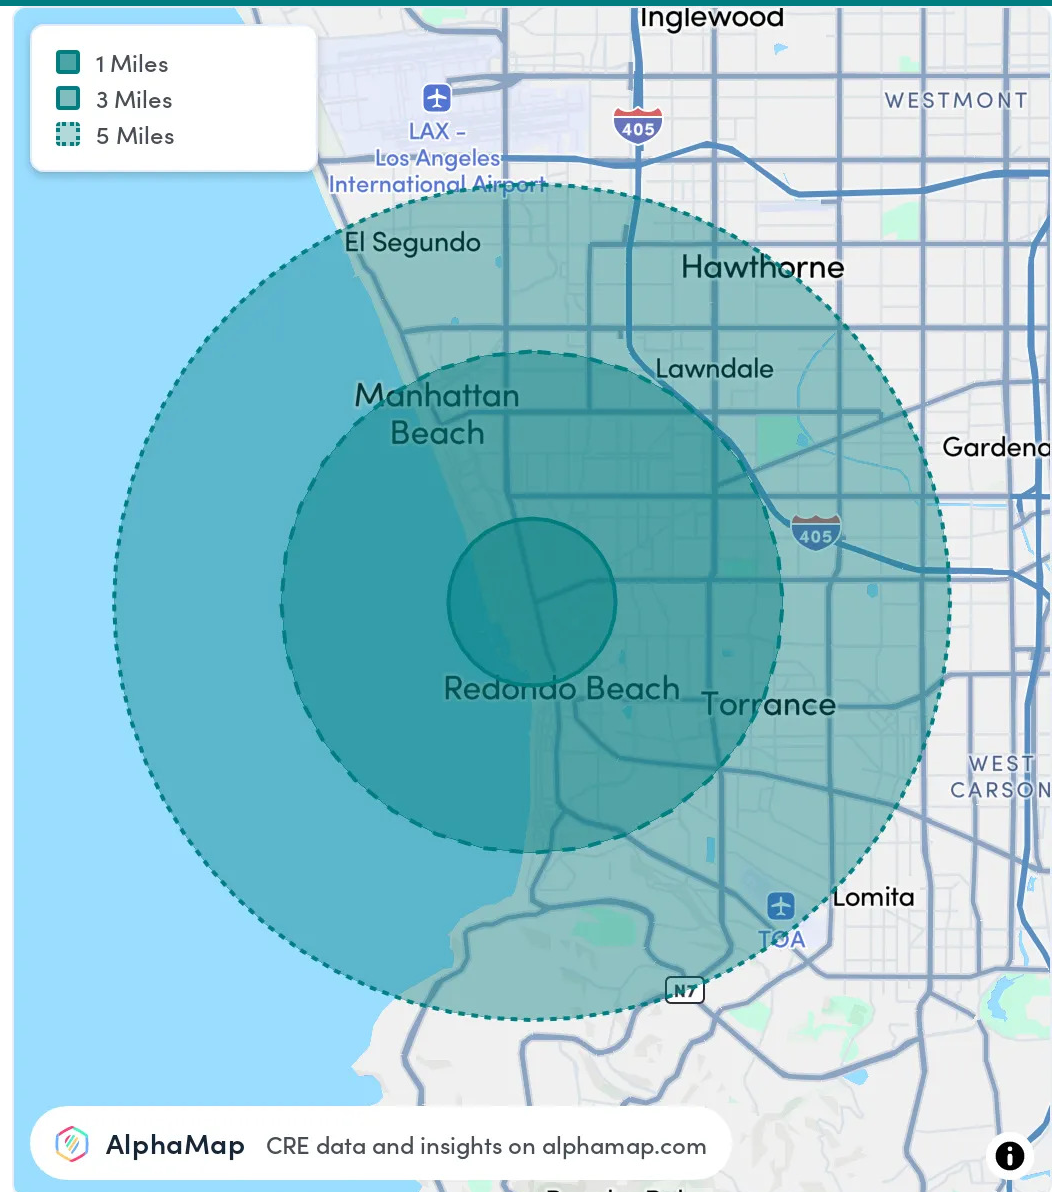 Inglewood
1 Miles
3 Miles
5 Miles
WESTMONT
405
LAX -
Los Angeles
International Airport
El Segundo
Hawthorne
Lawndale
Manhattan
Beach
Gardena
405
Redondo Beach
Torrance
WEST
CARSON
Lomita
TOA
N7
AlphaMap CRE data and insights on alphamap.com